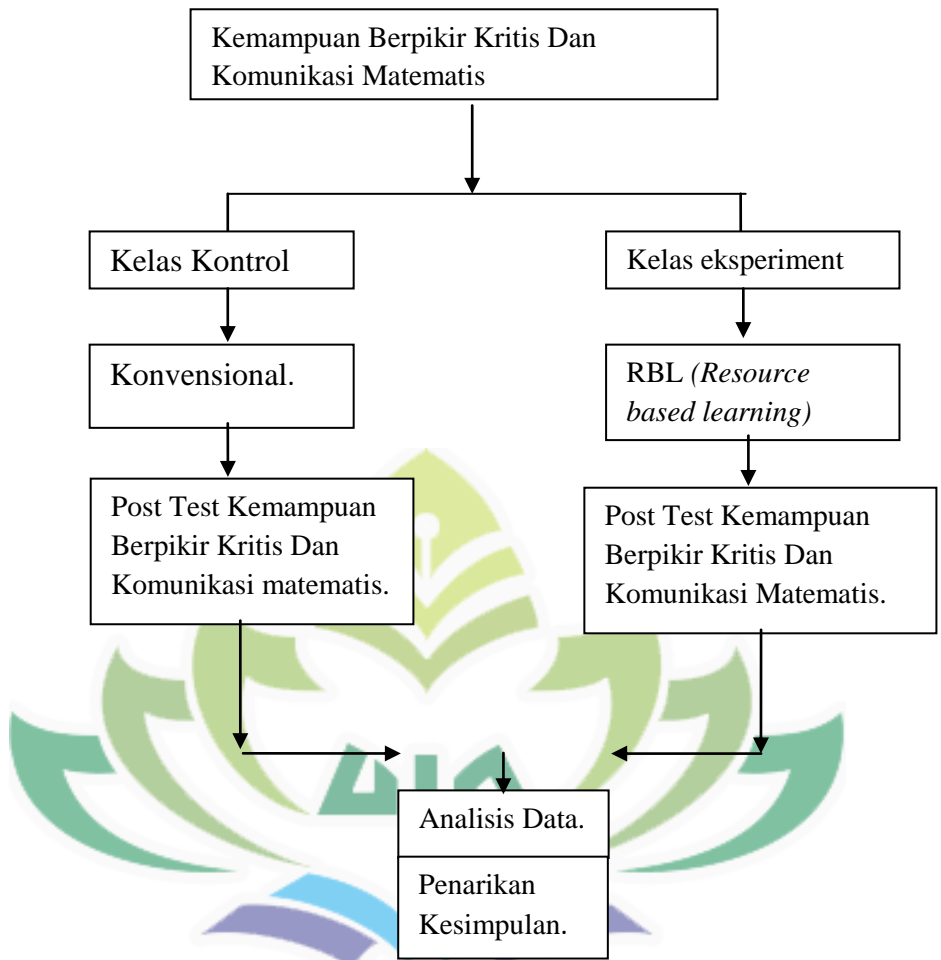 Kemampuan Berpikir Kritis Dan
Komunikasi Matematis
Kelas Kontrol
Kelas eksperiment
Konvensional.
RBL (Resource
based learning)
Post Test Kemampuan
Berpikir Kritis Dan
Komunikasi matematis.
Post Test Kemampuan
Berpikir Kritis Dan
Komunikasi Matematis.
Analisis Data.
Penarikan
Kesimpulan.